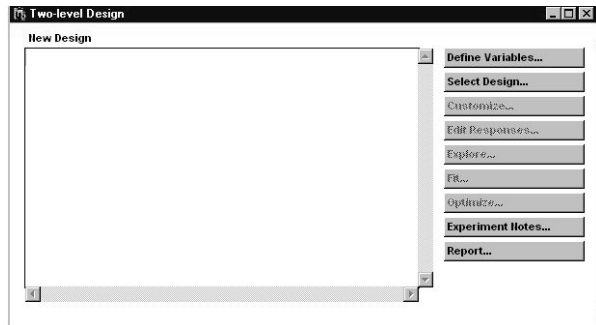 Two-level Design
New Design
Define Variables...
Select Design...
Customize...
Edit Responses...
Explore...
Fit...
Optimize...
Experiment Notes...
Report...